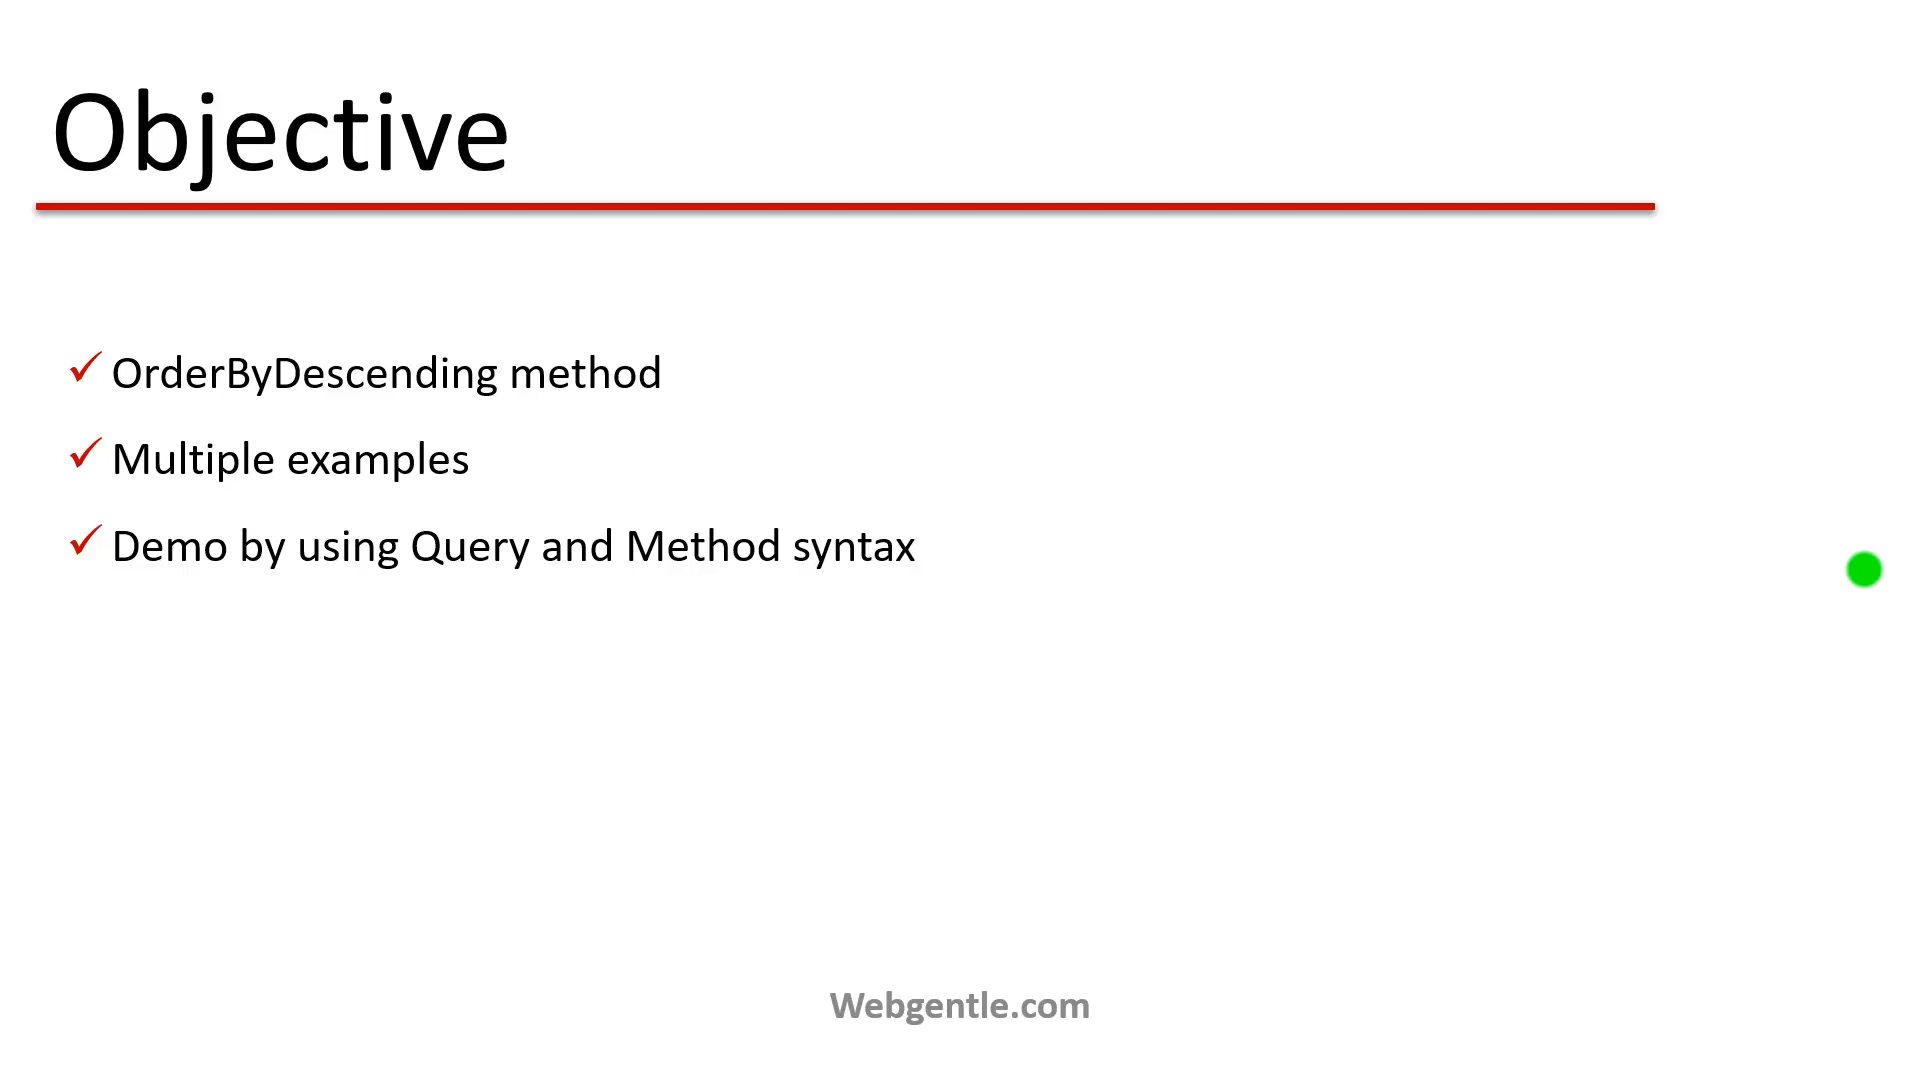 Objective
OrderByDescending method
Multiple examples
Demo by using Query and Method syntax
Webgentle.com